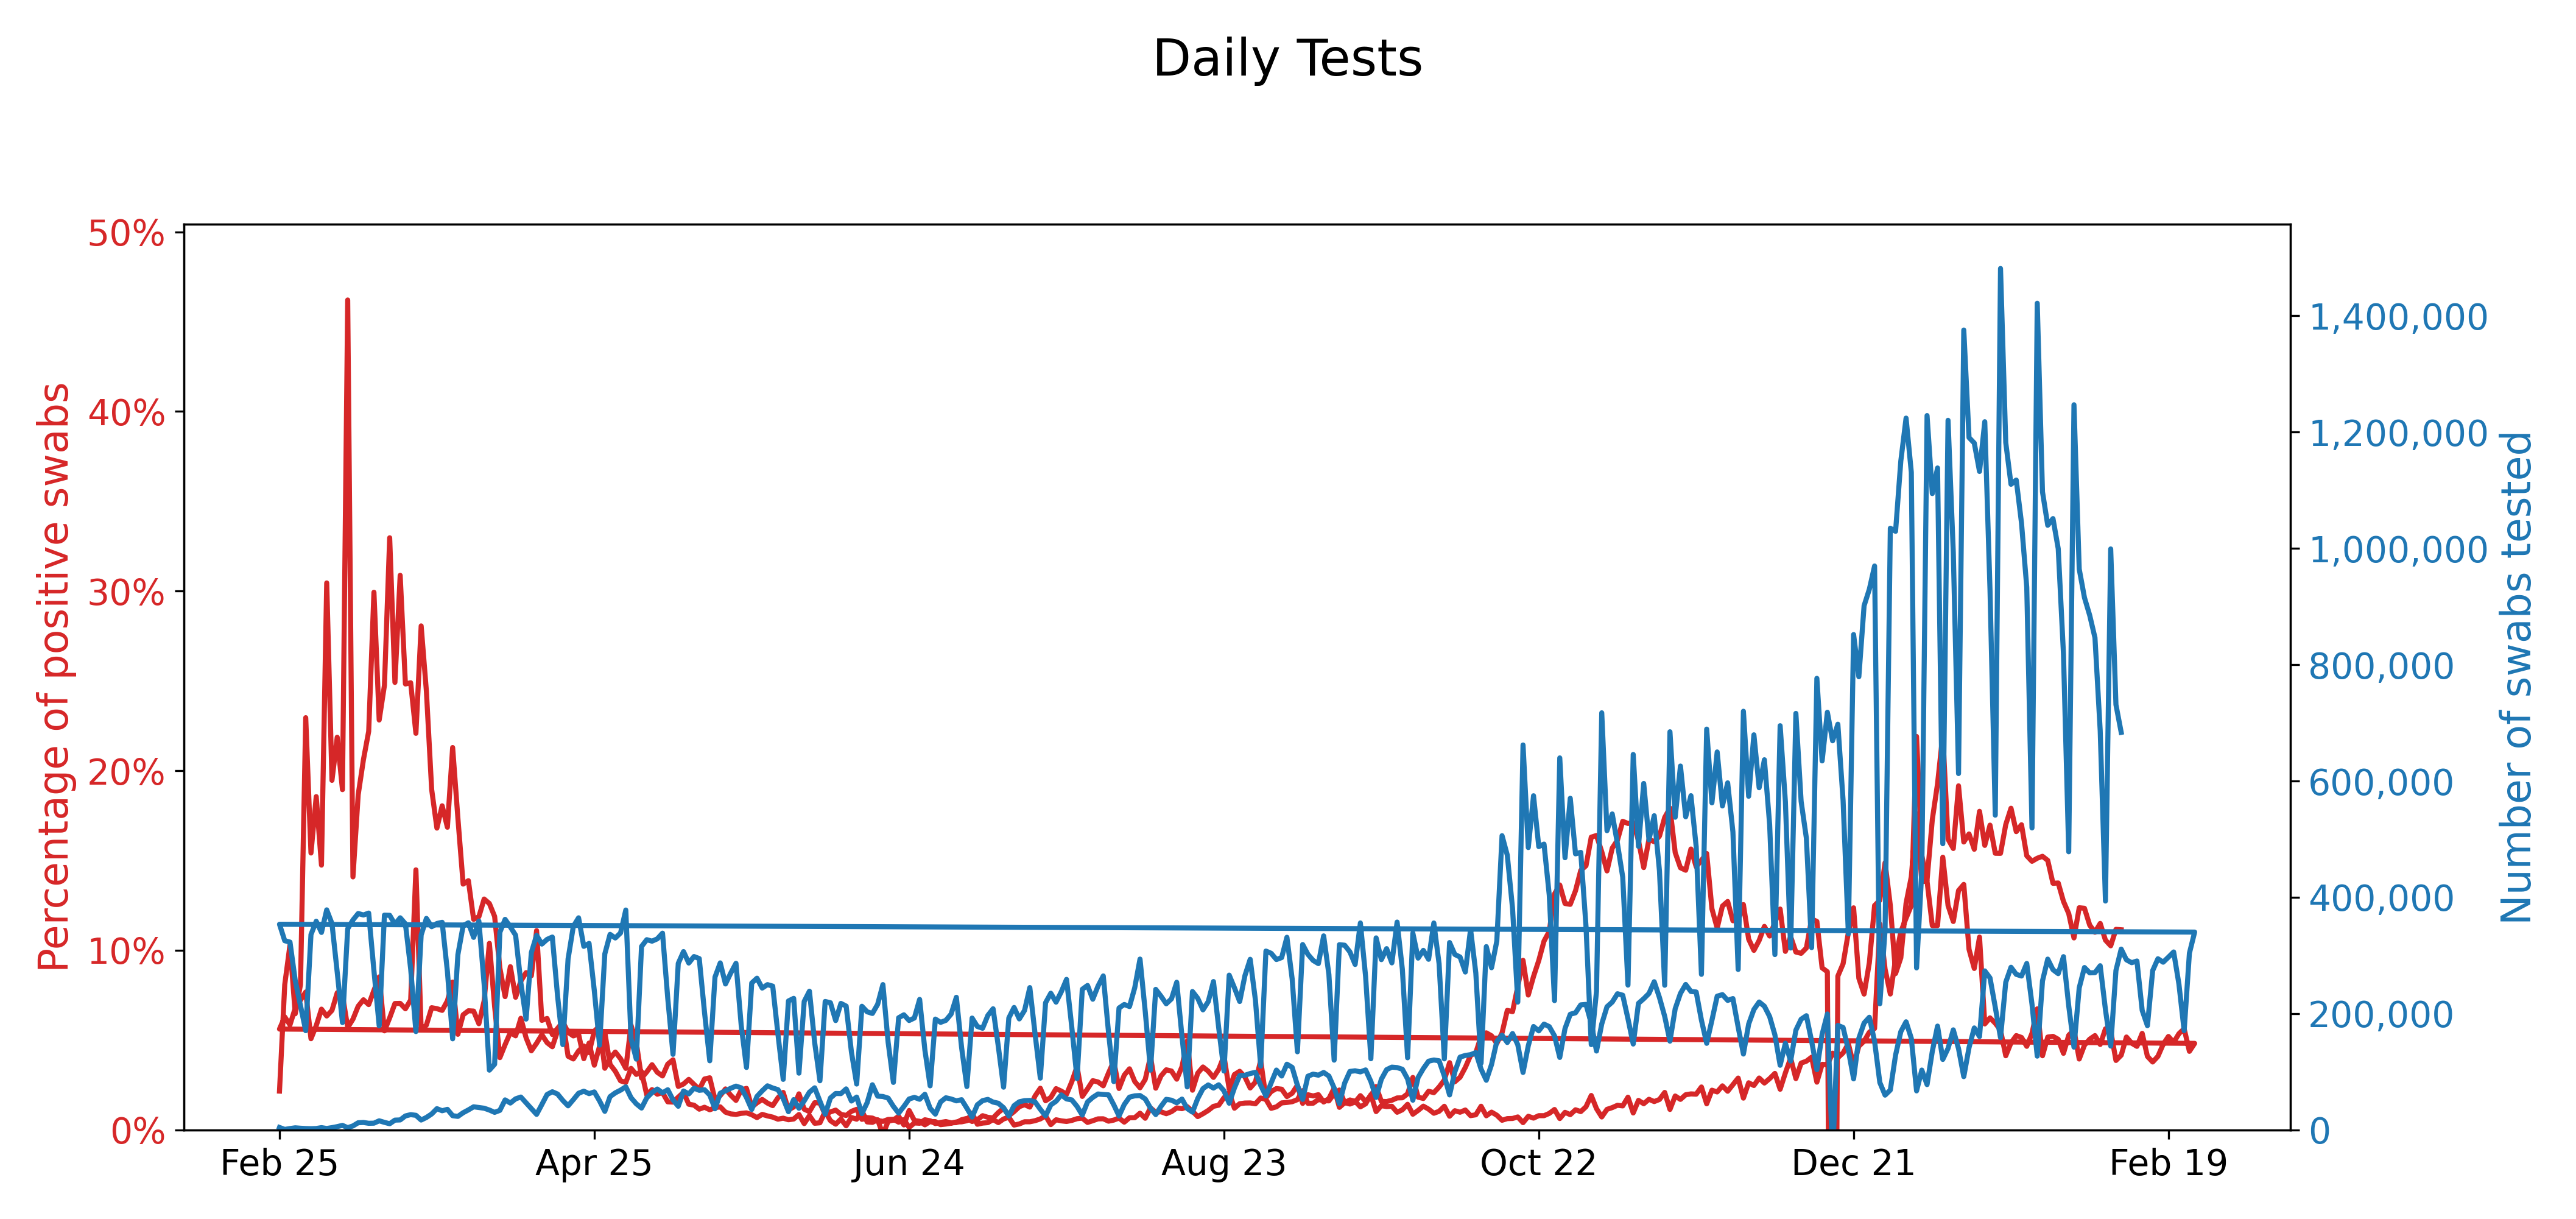 Daily Tests
Percentage of positive swabs
50%
40%
30%
20%
10%
0%
1,400,000
1,200,000
1,000,000
800,000
600,000
400,000
200,000
0
Number of swabs tested
Feb 25
Apr 25
Jun 24
Aug 23
Oct 22
Dec 21
Feb 19